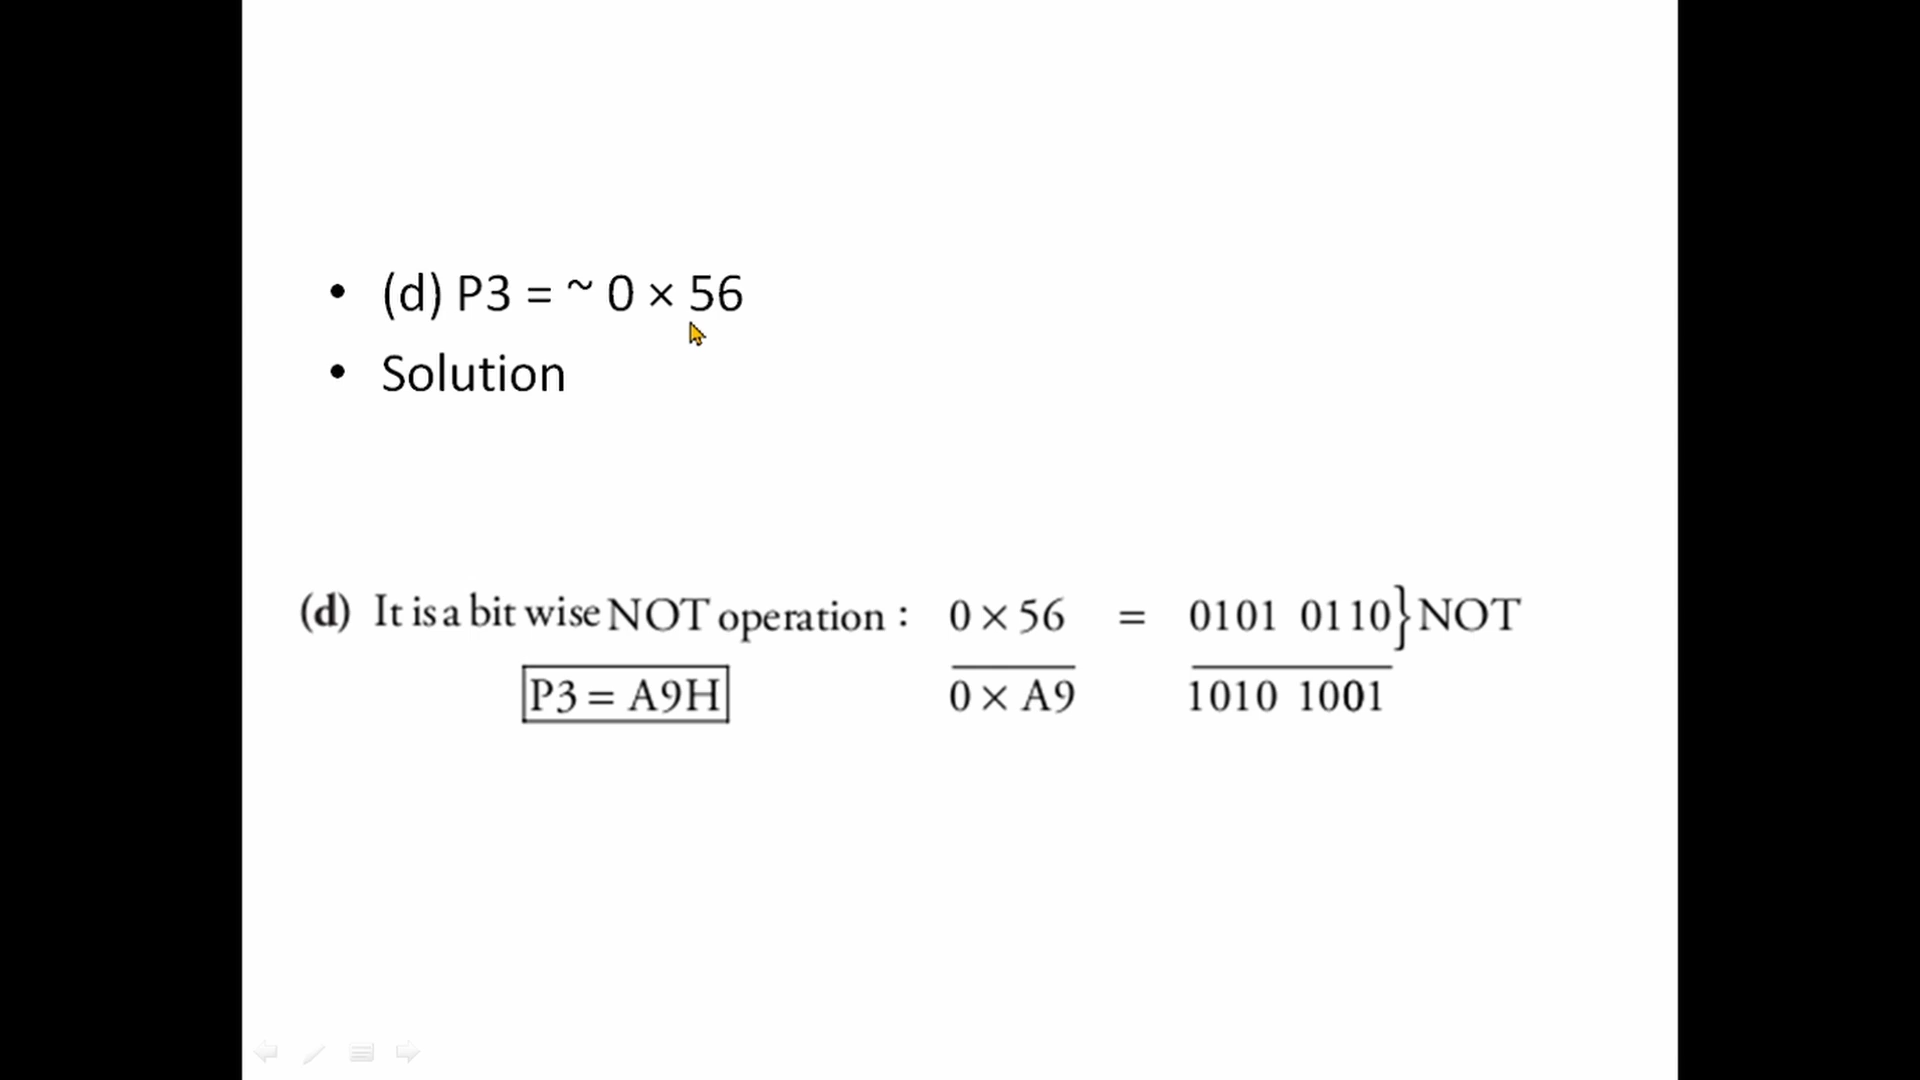 • (d) P3 = ~ 0 × 56
• Solution
(d) It is a bit wise NOT operation : 0 × 56 = 0101 0110} NOT
P3 = A9H 0 × A9 1010 1001